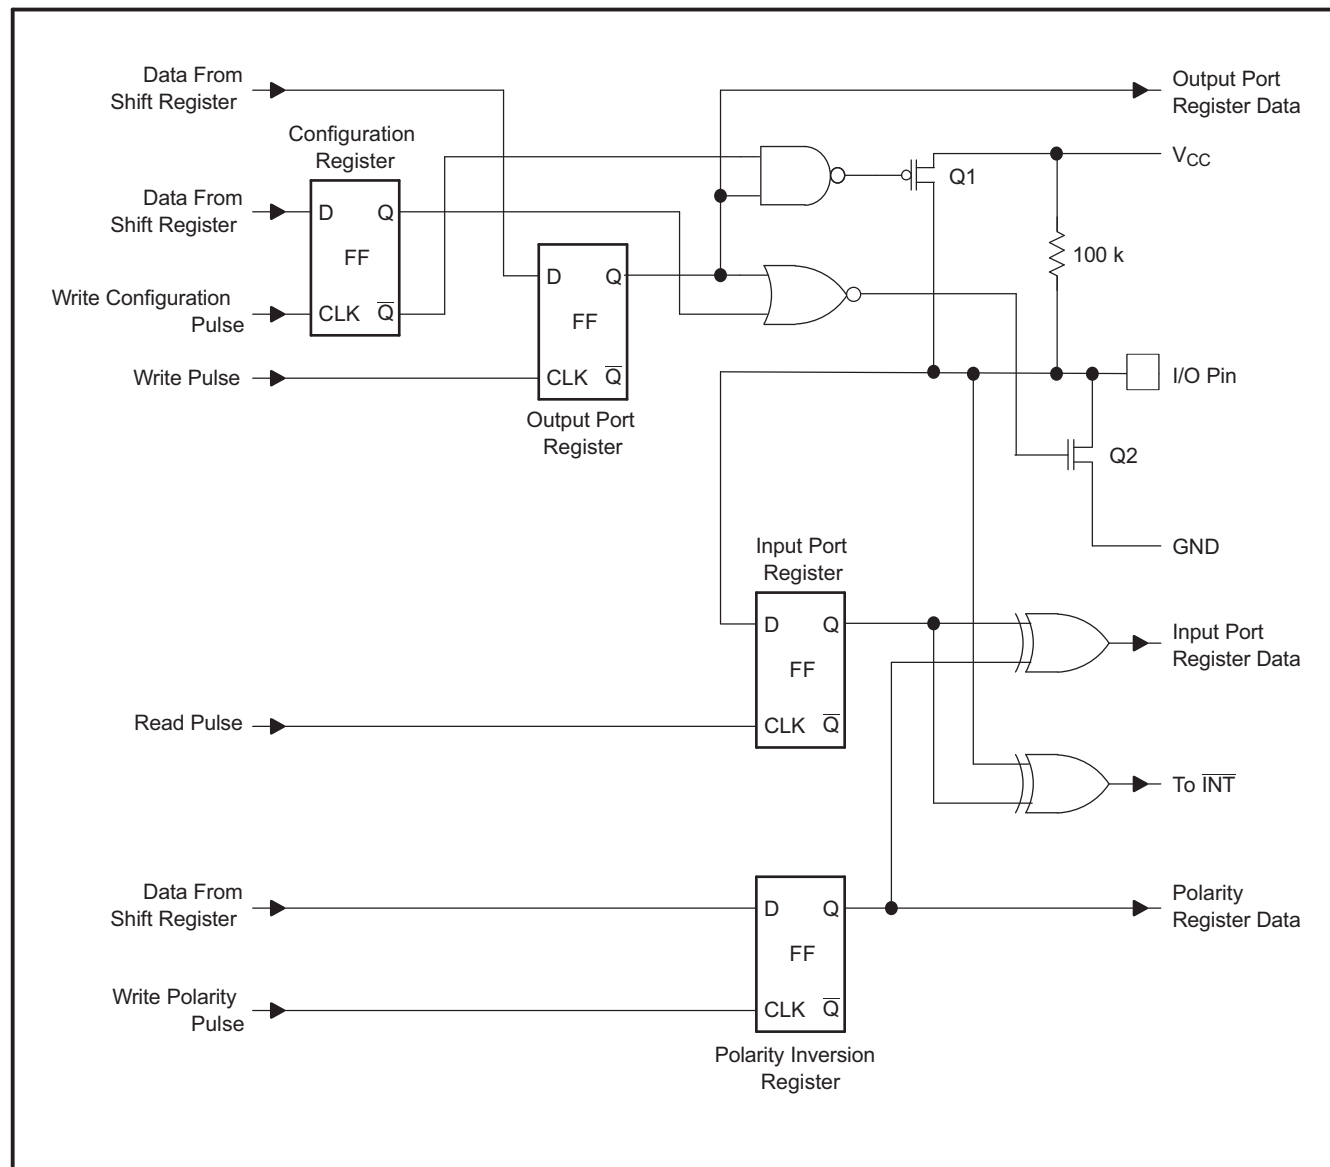 Data From
Shift Register
Output Port
Register Data
Configuration
Register
V_CC
Q1
Data From
Shift Register
D
Q
FF
100 k
D
Q
Write Configuration
Pulse
CLK
Q̅
FF
Write Pulse
CLK
Q̅
I/O Pin
Output Port
Register
Q2
GND
Input Port
Register
D
Q
Input Port
Register Data
FF
Read Pulse
CLK
Q̅
To I̅N̅T̅
Data From
Shift Register
D
Q
Polarity
Register Data
FF
Write Polarity
Pulse
CLK
Q̅
Polarity Inversion
Register